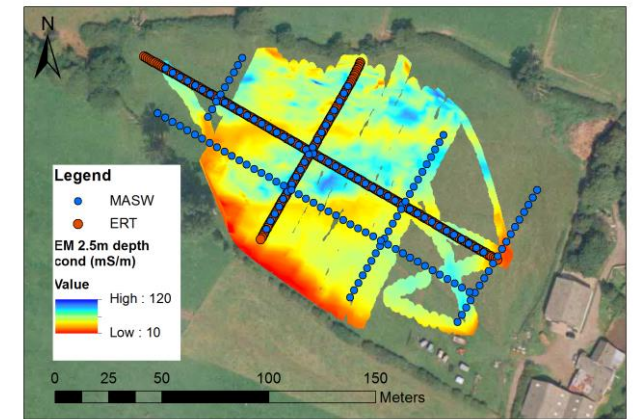 N
Legend
MASW
ERT
EM 2.5m depth
cond (mS/m)
Value
High : 120
Low : 10
0 25 50 100 150
Meters